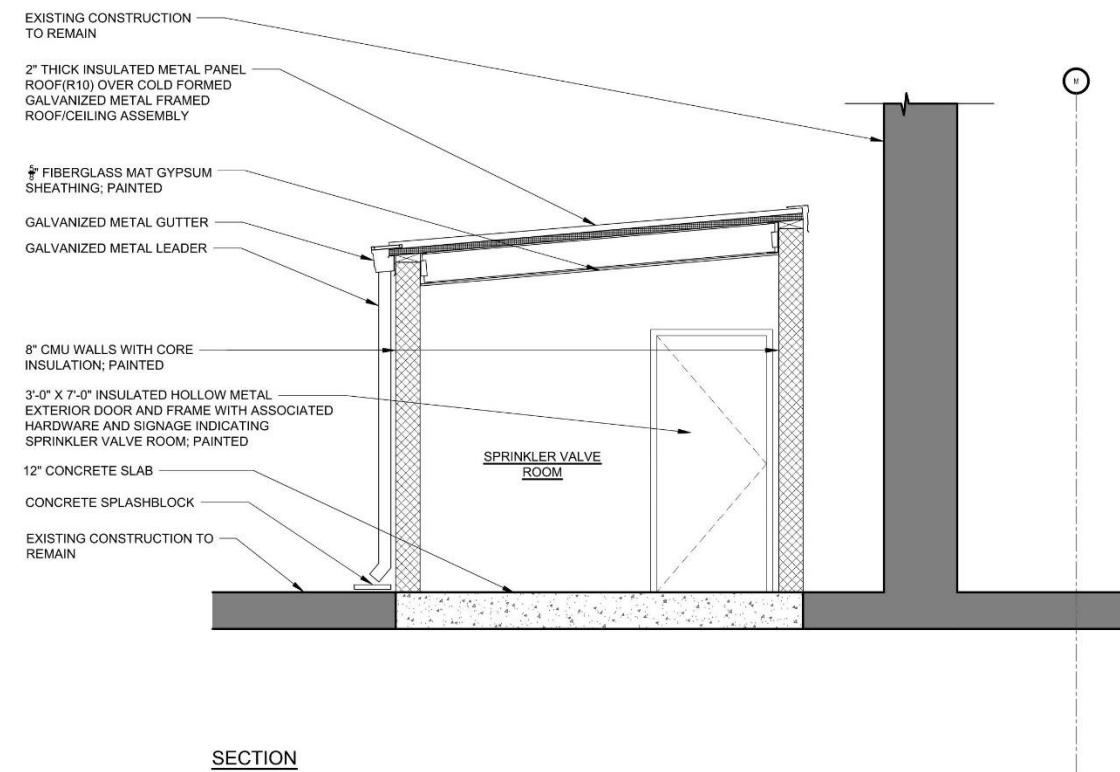 EXISTING CONSTRUCTION
TO REMAIN
2" THICK INSULATED METAL PANEL
ROOF(R10) OVER COLD FORMED
GALVANIZED METAL FRAMED
ROOF/CEILING ASSEMBLY
M
5/8" FIBERGLASS MAT GYPSUM
SHEATHING; PAINTED
GALVANIZED METAL GUTTER
GALVANIZED METAL LEADER
8" CMU WALLS WITH CORE
INSULATION; PAINTED
3'-0" X 7'-0" INSULATED HOLLOW METAL
EXTERIOR DOOR AND FRAME WITH ASSOCIATED
HARDWARE AND SIGNAGE INDICATING
SPRINKLER VALVE ROOM; PAINTED
SPRINKLER VALVE
ROOM
12" CONCRETE SLAB
CONCRETE SPLASHBLOCK
EXISTING CONSTRUCTION TO
REMAIN
SECTION